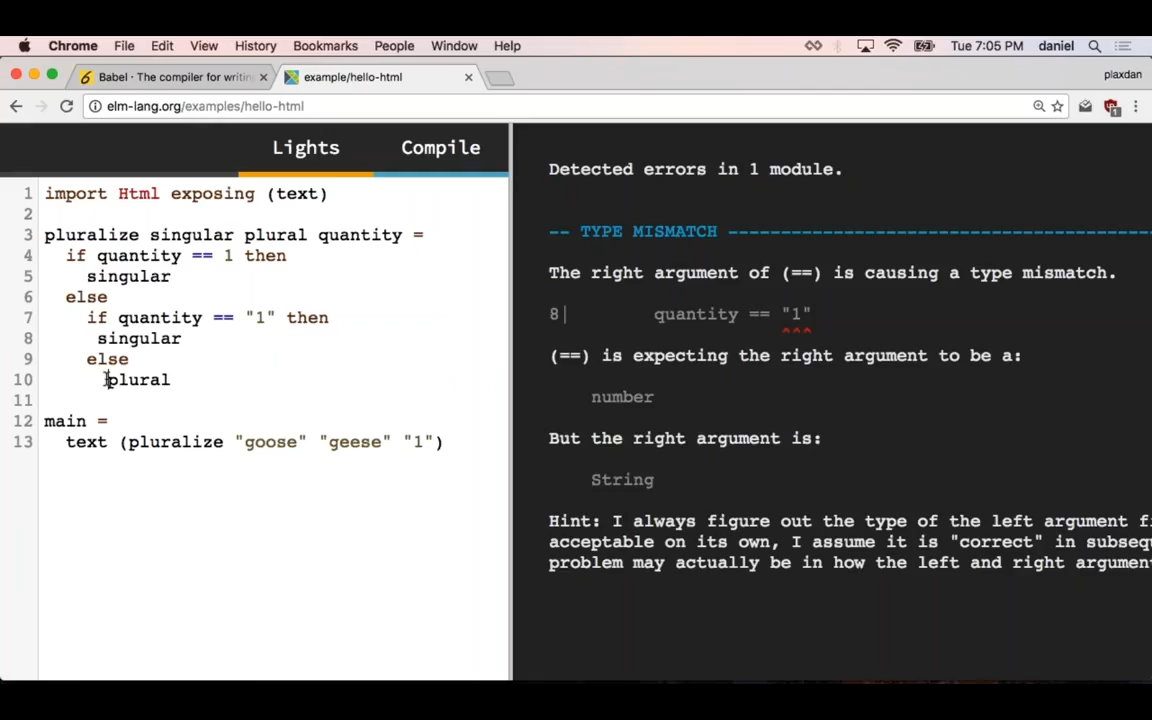 Chrome File Edit View History Bookmarks People Window Help Tue 7:05 PM daniel
Babel · The compiler for writin
example/hello-html
plaxdan
elm-lang.org/examples/hello-html
1
Lights Compile
1 import Html exposing (text)
2
3 pluralize singular plural quantity =
4 if quantity == 1 then
5 singular
6 else
7 if quantity == "1" then
8 singular
9 else
10 plural
11
12 main =
13 text (pluralize "goose" "geese" "1")
Detected errors in 1 module.
-- TYPE MISMATCH ----------------------------------------
The right argument of (==) is causing a type mismatch.
8| quantity == "1"
^^^
(==) is expecting the right argument to be a:
number
But the right argument is:
String
Hint: I always figure out the type of the left argument fi
acceptable on its own, I assume it is "correct" in subsequ
problem may actually be in how the left and right argument